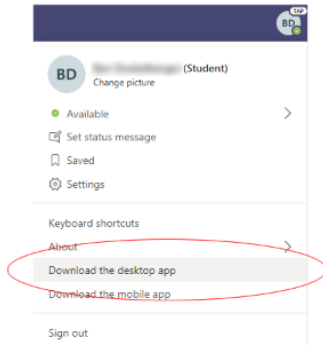 TAP
BD
BD
(Student)
Change picture
Available
Set status message
Saved
Settings
Keyboard shortcuts
About
Download the desktop app
Download the mobile app
Sign out